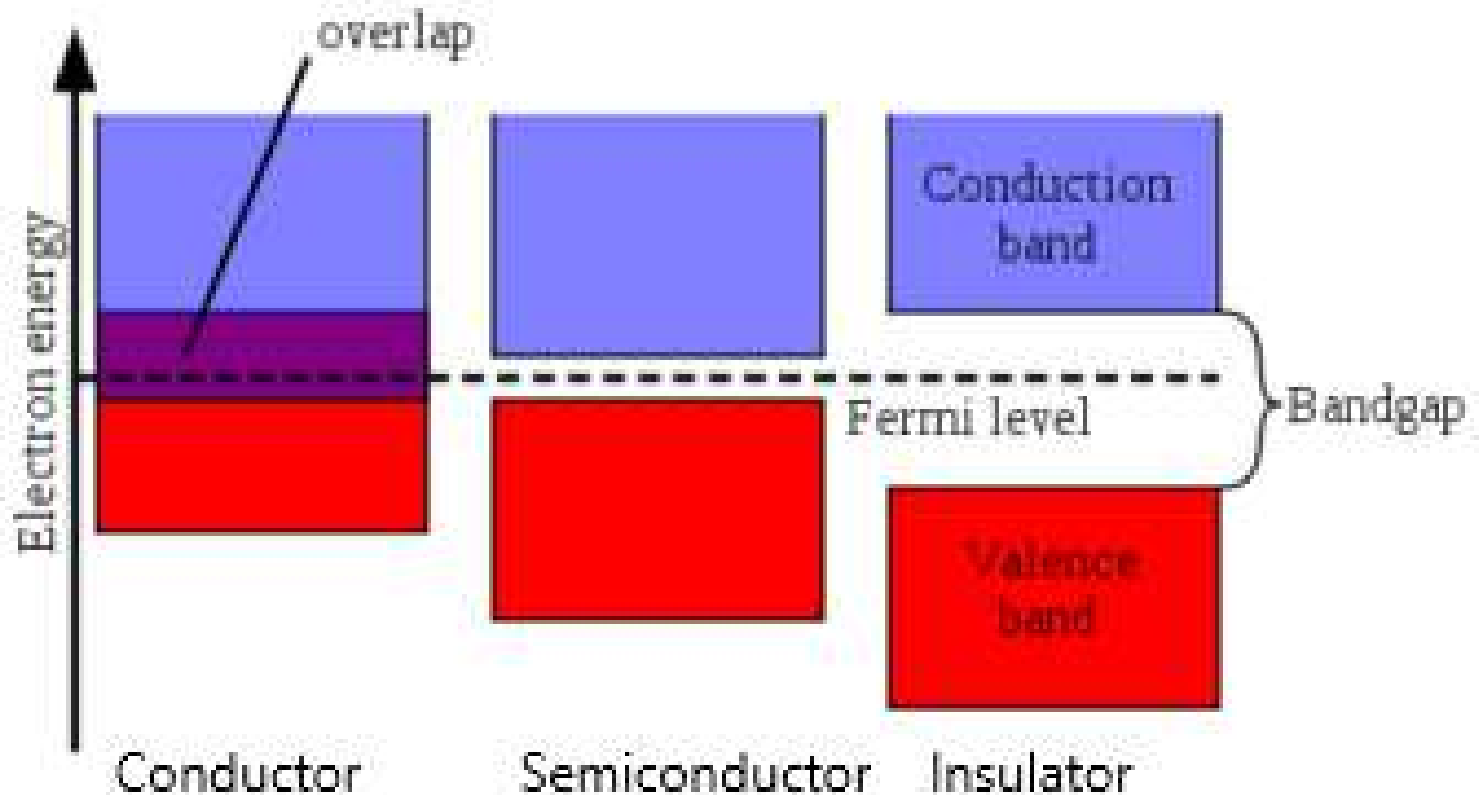 overlap
Electron energy
Conduction
band
Fermi level
Bandgap
Valence
band
Conductor
Semiconductor
Insulator